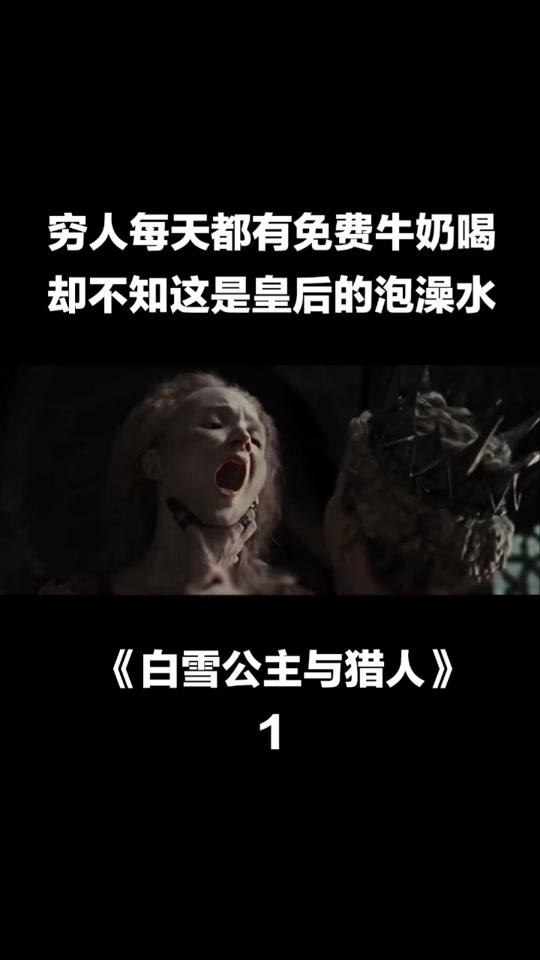 穷人每天都有免费牛奶喝
却不知这是皇后的泡澡水
《白雪公主与猎人》
1